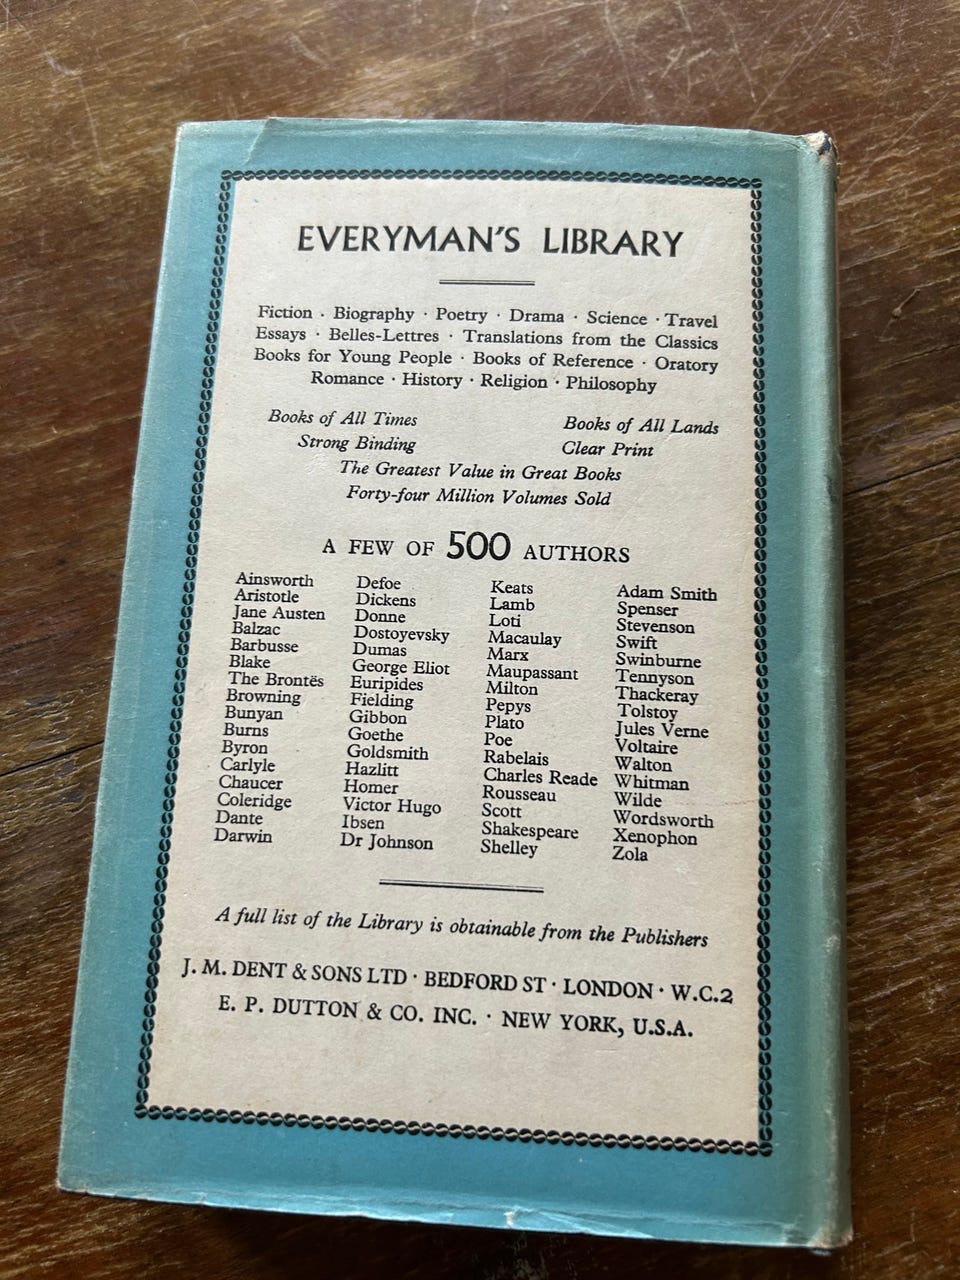 EVERYMAN'S LIBRARY
Fiction · Biography · Poetry · Drama · Science · Travel
Essays · Belles-Lettres · Translations from the Classics
Books for Young People · Books of Reference · Oratory
Romance · History · Religion · Philosophy
Books of All Times Books of All Lands
Strong Binding Clear Print
The Greatest Value in Great Books
Forty-four Million Volumes Sold
A FEW OF 500 AUTHORS
Ainsworth
Aristotle
Jane Austen
Balzac
Barbusse
Blake
The Brontës
Browning
Bunyan
Burns
Byron
Carlyle
Chaucer
Coleridge
Dante
Darwin
Defoe
Dickens
Donne
Dostoyevsky
Dumas
George Eliot
Euripides
Fielding
Gibbon
Goethe
Goldsmith
Hazlitt
Homer
Victor Hugo
Ibsen
Dr Johnson
Keats
Lamb
Loti
Macaulay
Marx
Maupassant
Milton
Pepys
Plato
Poe
Rabelais
Charles Reade
Rousseau
Scott
Shakespeare
Shelley
Adam Smith
Spenser
Stevenson
Swift
Swinburne
Tennyson
Thackeray
Tolstoy
Jules Verne
Voltaire
Walton
Whitman
Wilde
Wordsworth
Xenophon
Zola
A full list of the Library is obtainable from the Publishers
J. M. DENT & SONS LTD · BEDFORD ST · LONDON · W.C.2
E. P. DUTTON & CO. INC. · NEW YORK, U.S.A.